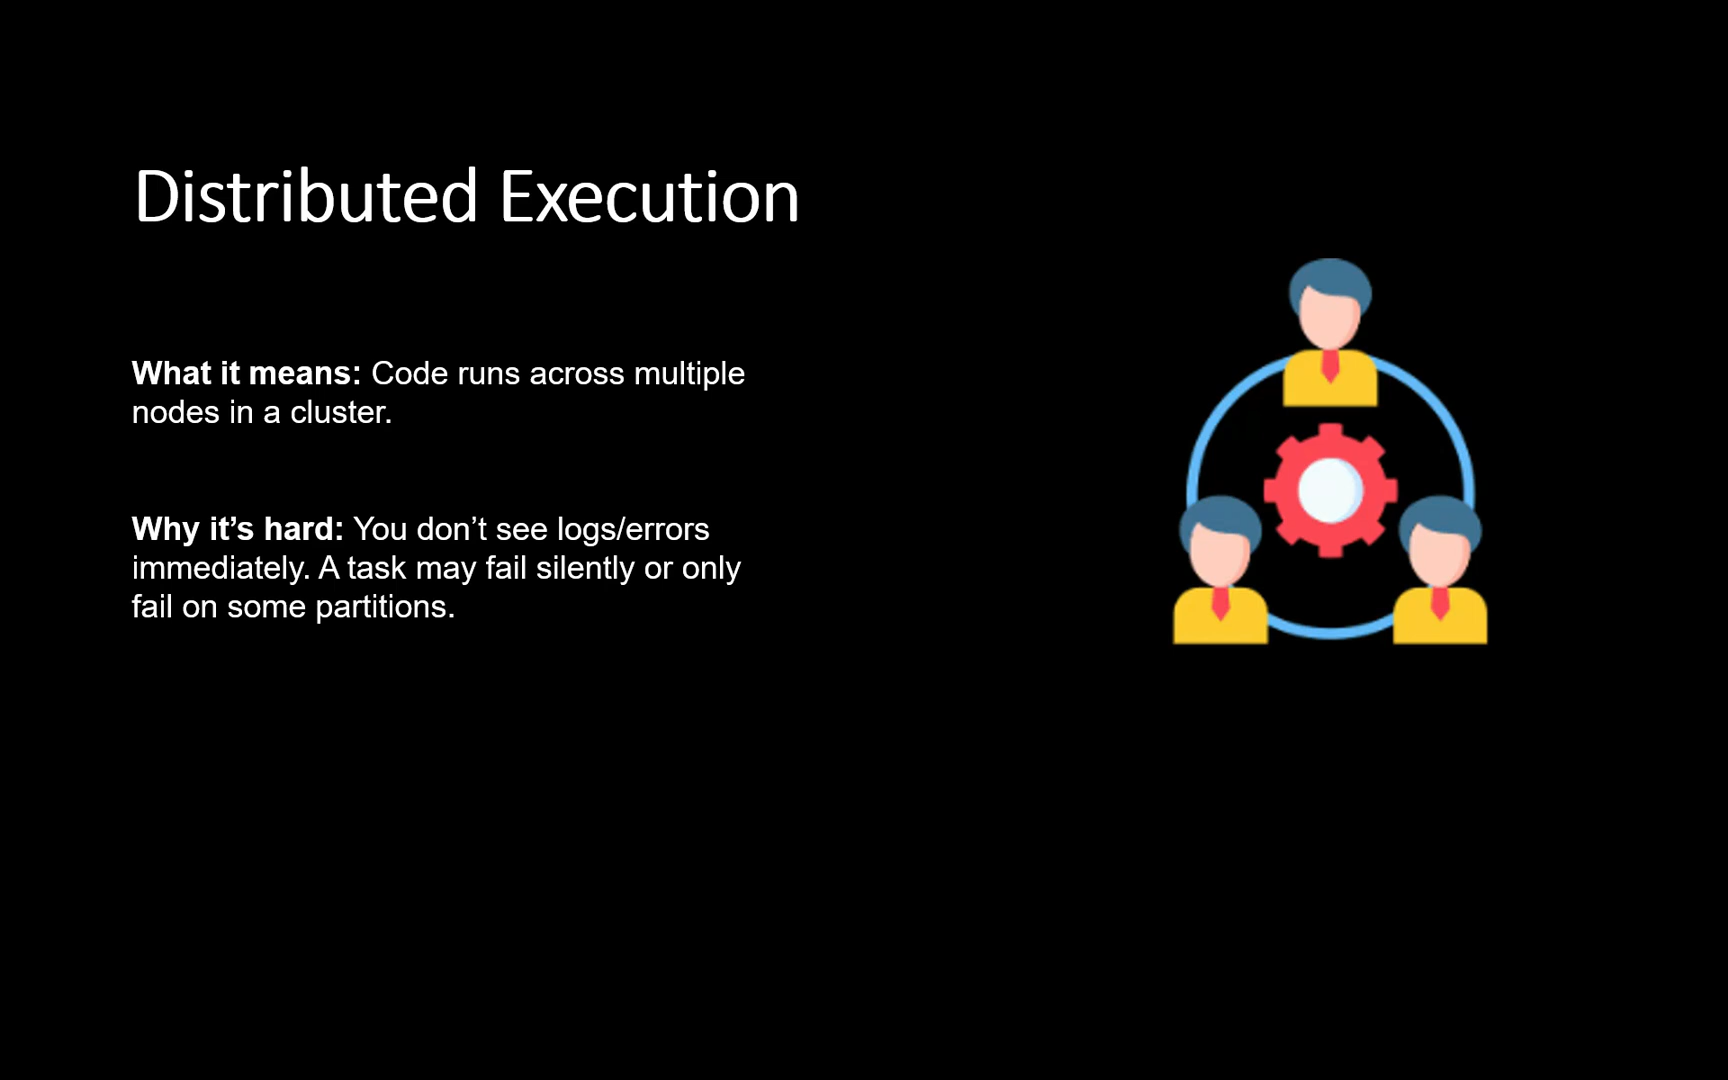 Distributed Execution
What it means: Code runs across multiple
nodes in a cluster.
Why it’s hard: You don’t see logs/errors
immediately. A task may fail silently or only
fail on some partitions.